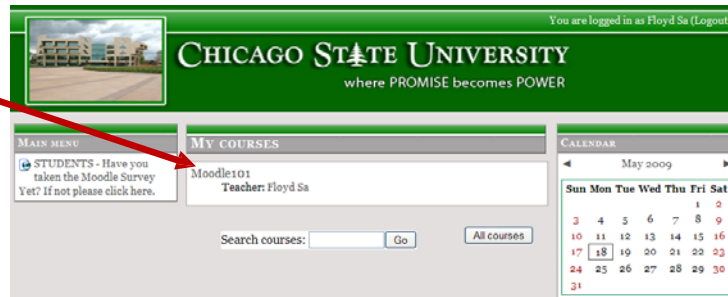 You are logged in as Floyd Sa (Logout
CHICAGO STATE UNIVERSITY
where PROMISE becomes POWER
MAIN MENU
STUDENTS - Have you
taken the Moodle Survey
Yet? If not please click here.
MY COURSES
Moodle101
Teacher: Floyd Sa
Search courses: Go All courses
CALENDAR
◄ May 2009 ►
Sun Mon Tue Wed Thu Fri Sat
1 2
3 4 5 6 7 8 9
10 11 12 13 14 15 16
17 18 19 20 21 22 23
24 25 26 27 28 29 30
31